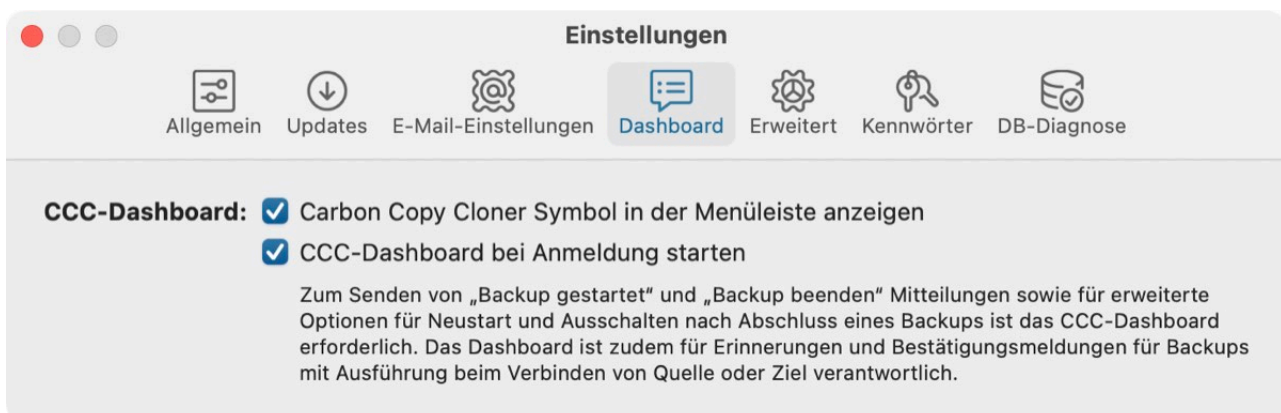 Einstellungen
Allgemein Updates E-Mail-Einstellungen Dashboard Erweitert Kennwörter DB-Diagnose
CCC-Dashboard: Carbon Copy Cloner Symbol in der Menüleiste anzeigen
CCC-Dashboard bei Anmeldung starten
Zum Senden von „Backup gestartet“ und „Backup beenden“ Mitteilungen sowie für erweiterte
Optionen für Neustart und Ausschalten nach Abschluss eines Backups ist das CCC-Dashboard
erforderlich. Das Dashboard ist zudem für Erinnerungen und Bestätigungsmeldungen für Backups
mit Ausführung beim Verbinden von Quelle oder Ziel verantwortlich.